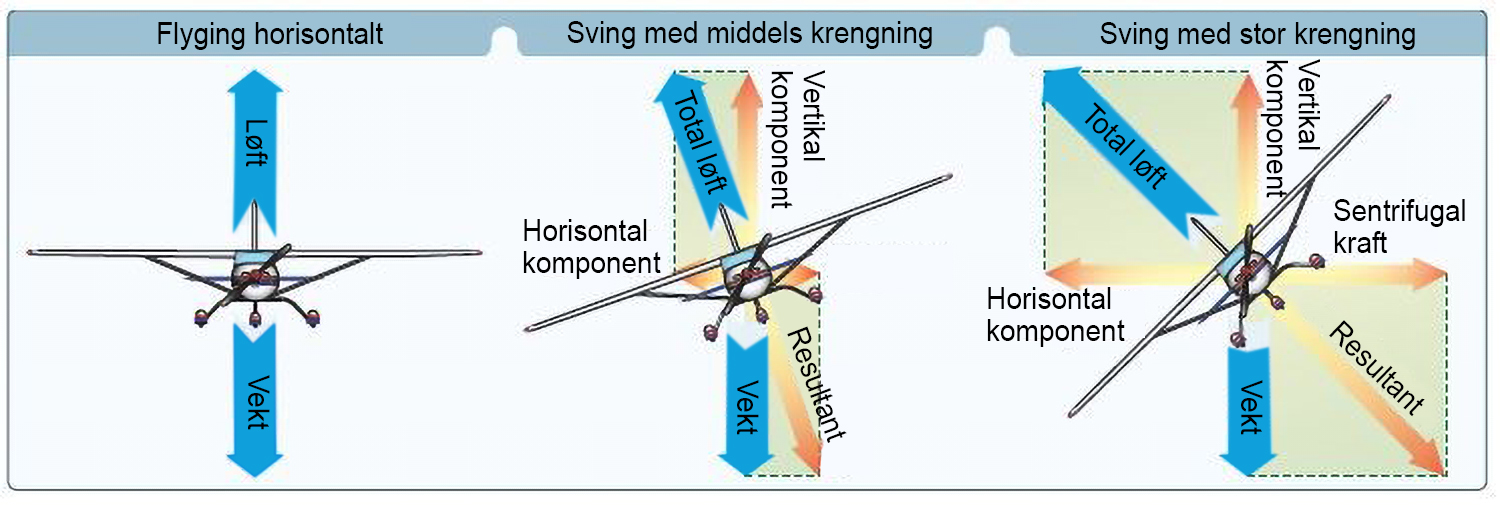 Flyging horisontalt
Løft
Vekt
Sving med middels krengning
Total løft
Vertikal
komponent
Horisontal
komponent
Vekt
Resultant
Sving med stor krengning
Total løft
Vertikal
komponent
Sentrifugal
kraft
Horisontal
komponent
Vekt
Resultant